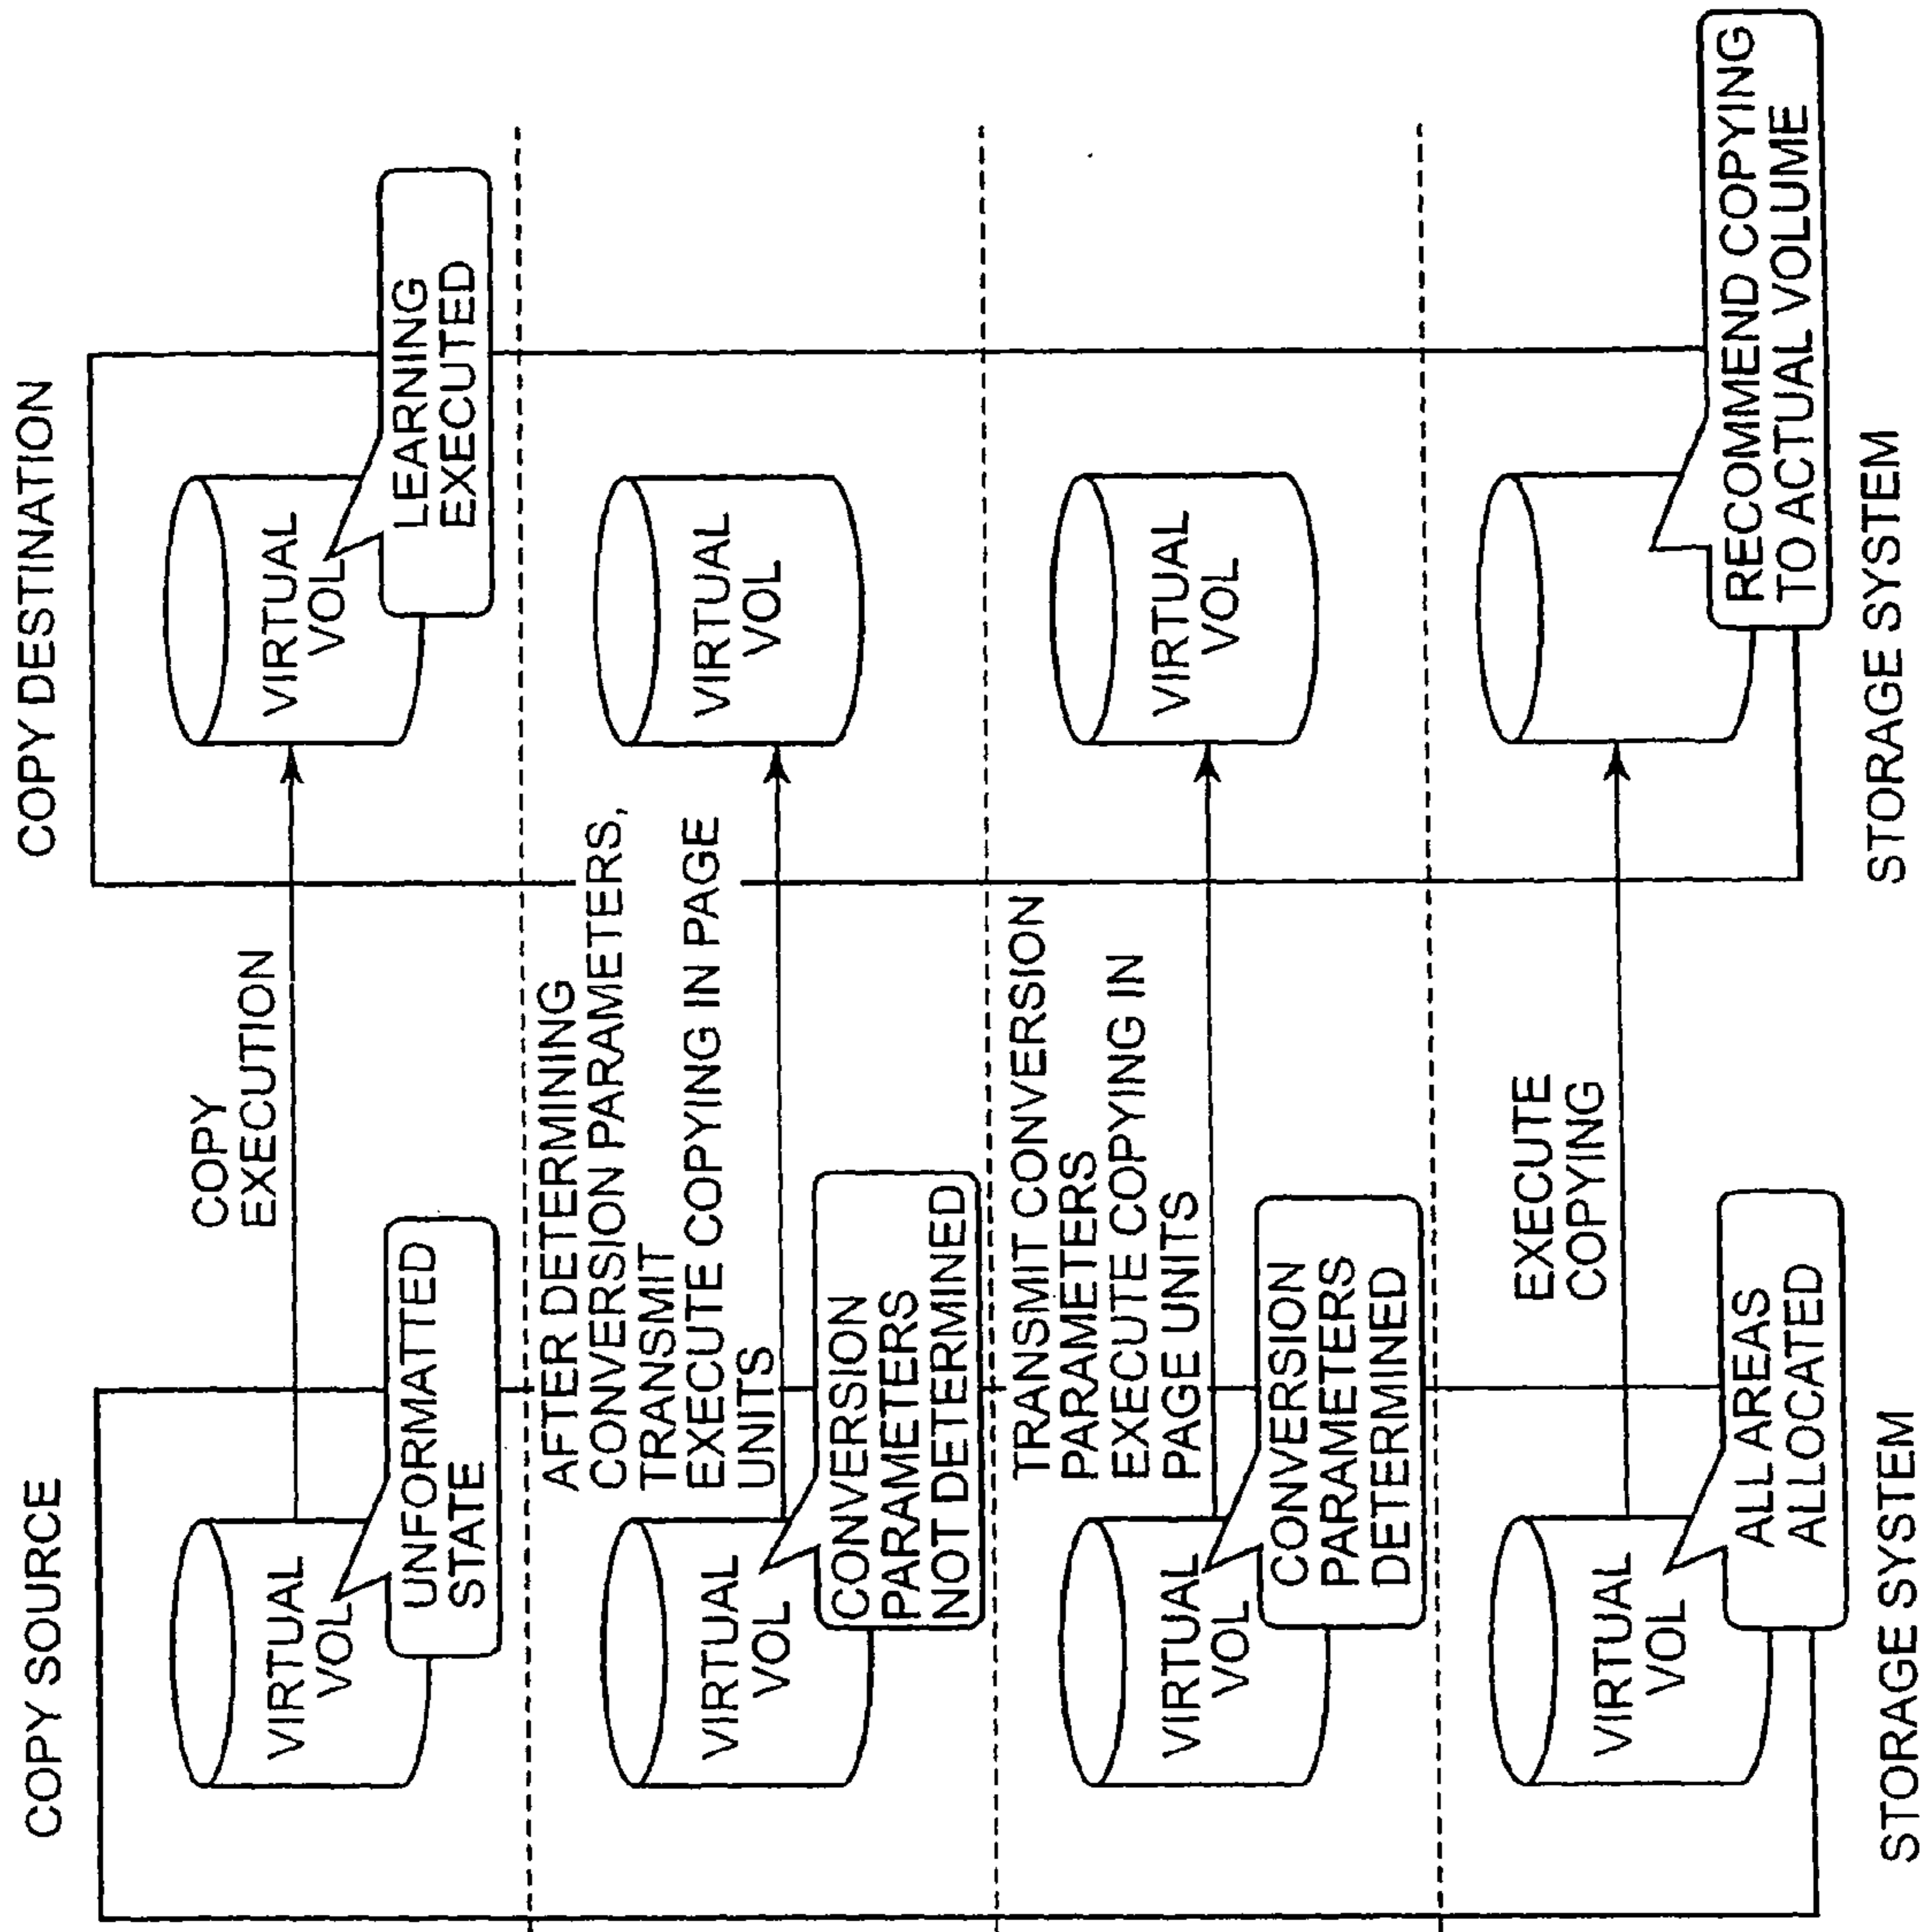 COPY SOURCE
COPY DESTINATION
VIRTUAL
VOL
UNFORMATTED
STATE
COPY
EXECUTION
VIRTUAL
VOL
LEARNING
EXECUTED
VIRTUAL
VOL
CONVERSION
PARAMETERS
NOT DETERMINED
AFTER DETERMINING
CONVERSION PARAMETERS,
TRANSMIT
EXECUTE COPYING IN PAGE
UNITS
VIRTUAL
VOL
VIRTUAL
VOL
CONVERSION
PARAMETERS
DETERMINED
TRANSMIT CONVERSION
PARAMETERS
EXECUTE COPYING IN
PAGE UNITS
VIRTUAL
VOL
VIRTUAL
VOL
ALL AREAS
ALLOCATED
EXECUTE
COPYING
RECOMMEND COPYING
TO ACTUAL VOLUME
STORAGE SYSTEM
STORAGE SYSTEM